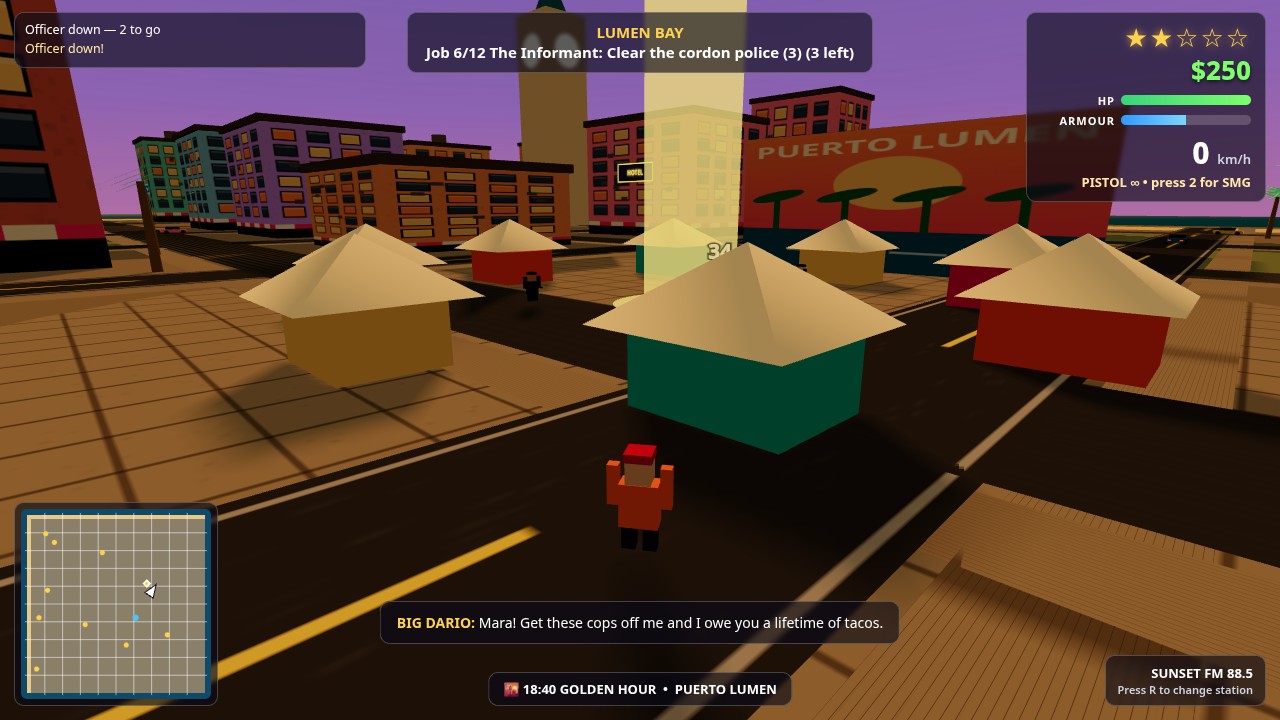 Officer down — 2 to go
Officer down!
LUMEN BAY
Job 6/12 The Informant: Clear the cordon police (3) (3 left)
★★☆☆☆
$250
HP
ARMOUR
0 km/h
PISTOL ∞ • press 2 for SMG
PUERTO LUMEN
MOTEL
34
BIG DARIO: Mara! Get these cops off me and I owe you a lifetime of tacos.
18:40 GOLDEN HOUR • PUERTO LUMEN
SUNSET FM 88.5
Press R to change station